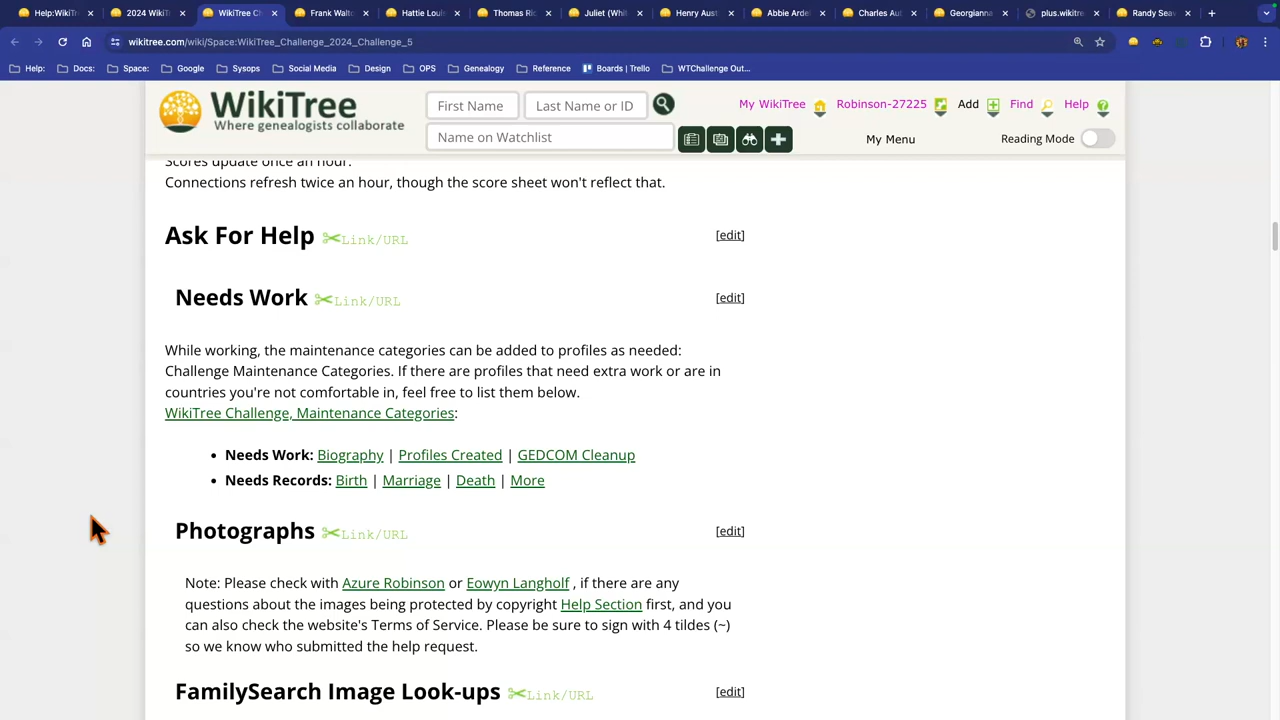 Help:Wi
2024 Wiki
WikiTree C
Frank Walt
Hattie Louir
Thomas Ri
Juliet (Whi
Henry Aus
Abbie Arde
Charles Au
Georgianna
plus.wikitre
Randy Seav
wikitree.com/wiki/Space:WikiTree_Challenge_2024_Challenge_5
Help: Docs: Space: Google Sysops Social Media Design OPS Genealogy Reference Boards | Trello WTChallenge Out...
WikiTree
Where genealogists collaborate
First Name Last Name or ID
My WikiTree Robinson-27225 Add Find Help
Name on Watchlist
My Menu Reading Mode
Scores update once an hour.
Connections refresh twice an hour, though the score sheet won't reflect that.
Ask For Help Link/URL [edit]
Needs Work Link/URL [edit]
While working, the maintenance categories can be added to profiles as needed:
Challenge Maintenance Categories. If there are profiles that need extra work or are in
countries you're not comfortable in, feel free to list them below.
WikiTree Challenge, Maintenance Categories:
• Needs Work: Biography | Profiles Created | GEDCOM Cleanup
• Needs Records: Birth | Marriage | Death | More
Photographs Link/URL [edit]
Note: Please check with Azure Robinson or Eowyn Langholf , if there are any
questions about the images being protected by copyright Help Section first, and you
can also check the website's Terms of Service. Please be sure to sign with 4 tildes (~)
so we know who submitted the help request.
FamilySearch Image Look-ups Link/URL [edit]